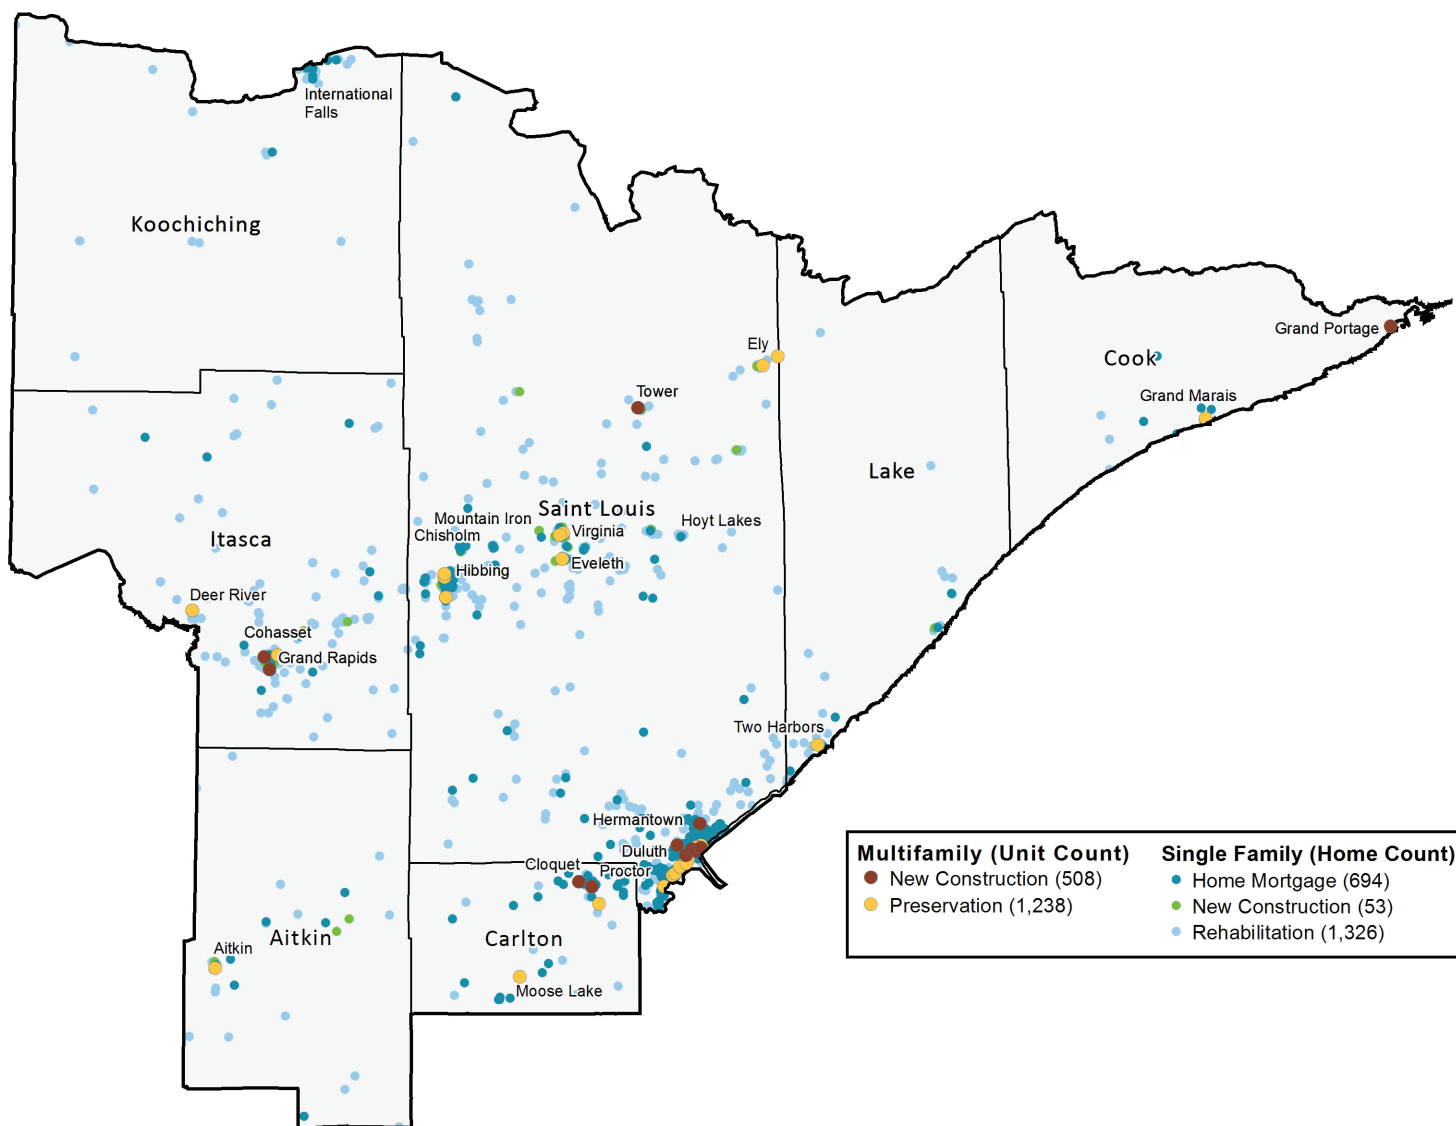 International
Falls
Koochiching
Ely
Grand Portage
Cook
Tower
Grand Marais
Lake
Saint Louis
Mountain Iron
Hoyt Lakes
Chisholm
Virginia
Itasca
Eveleth
Hibbing
Deer River
Cohasset
Grand Rapids
Two Harbors
Hermantown
Duluth
Cloquet
Proctor
Aitkin
Carlton
Aitkin
Moose Lake
Multifamily (Unit Count)
New Construction (508)
Preservation (1,238)
Single Family (Home Count)
Home Mortgage (694)
New Construction (53)
Rehabilitation (1,326)